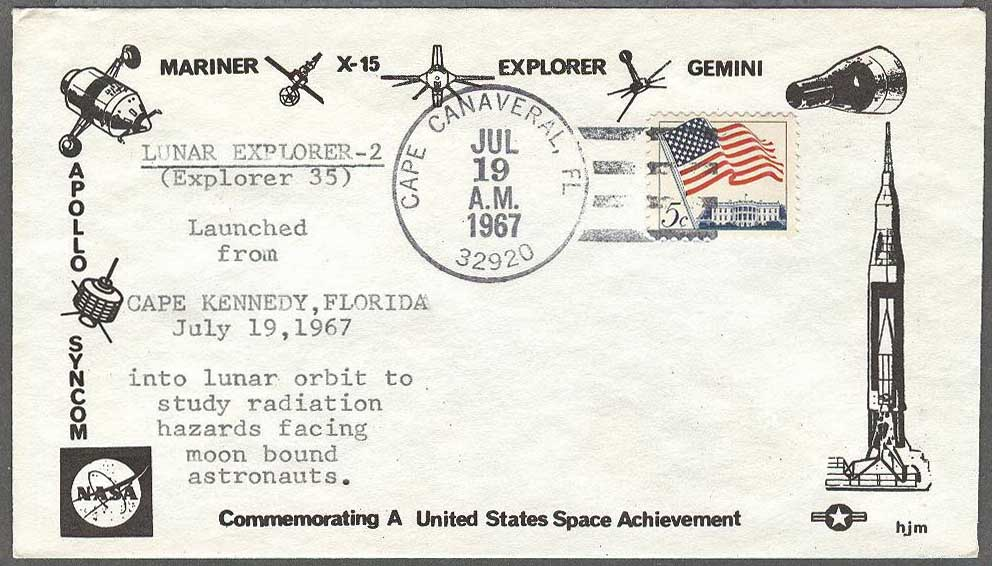 MARINER X-15 EXPLORER GEMINI
LUNAR EXPLORER-2
(Explorer 35)
Launched
from
CAPE KENNEDY,FLORIDA
July 19,1967
into lunar orbit to
study radiation
hazards facing
moon bound
astronauts.
CAPE CANAVERAL, FL
JUL
19
A.M.
1967
32920
5c
APOLLO
SYNCOM
NASA
Commemorating A United States Space Achievement
hjm